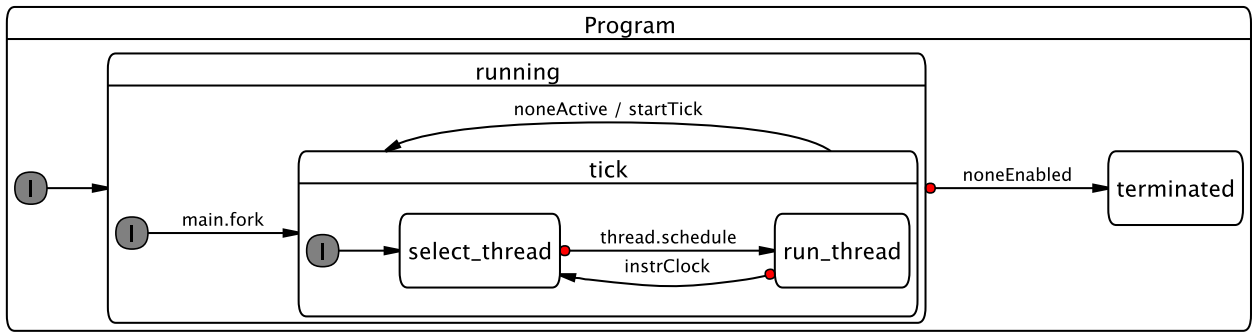 Program
running
noneActive / startTick
tick
noneEnabled
I
terminated
main.fork
I
thread.schedule
I
select_thread
run_thread
instrClock